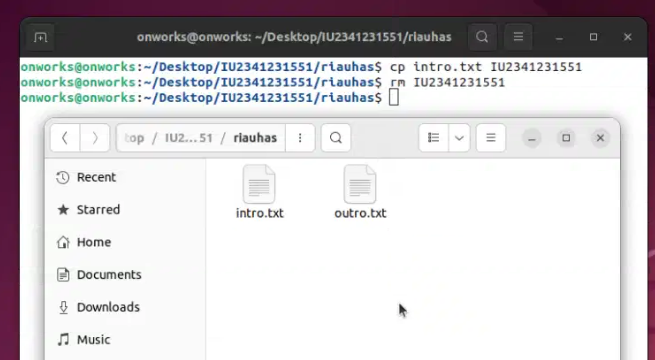 onworks@onworks: ~/Desktop/IU2341231551/riauhas
onworks@onworks:~/Desktop/IU2341231551/riauhas$ cp intro.txt IU2341231551
onworks@onworks:~/Desktop/IU2341231551/riauhas$ rm IU2341231551
onworks@onworks:~/Desktop/IU2341231551/riauhas$
top / IU2…51 / riauhas
Recent
Starred
Home
Documents
Downloads
Music
intro.txt
outro.txt